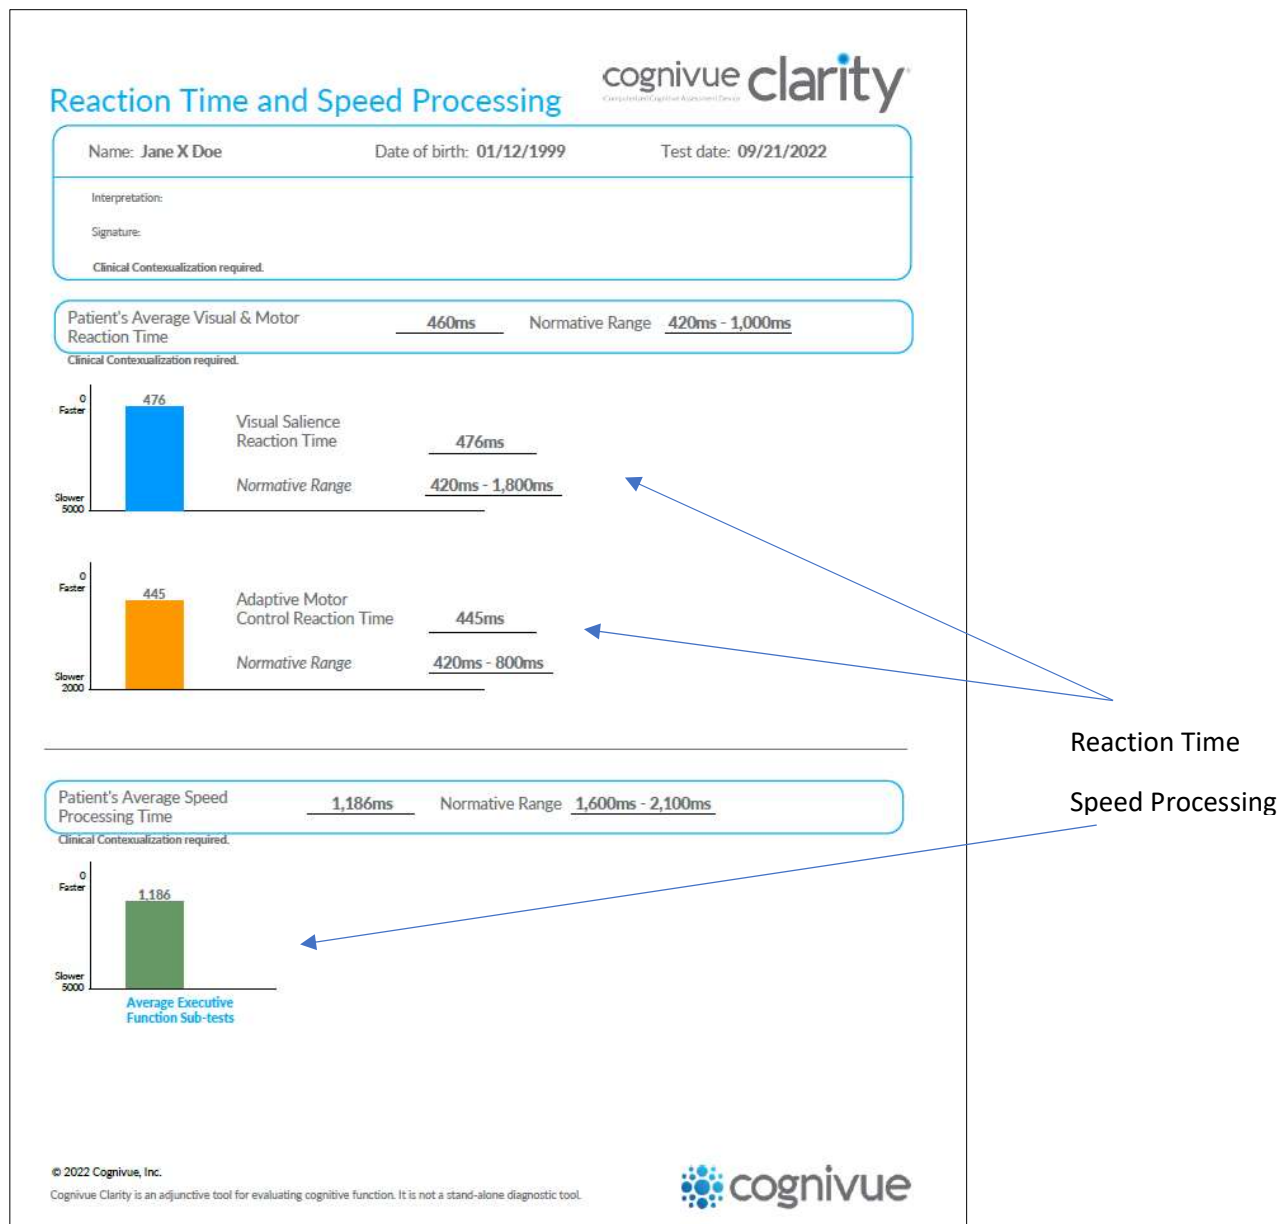 cognivue clarity
Computerized Cognitive Assessment Device
Reaction Time and Speed Processing
Name: Jane X Doe Date of birth: 01/12/1999 Test date: 09/21/2022
Interpretation:
Signature:
Clinical Contexualization required.
Patient's Average Visual & Motor
Reaction Time 460ms Normative Range 420ms - 1,000ms
Clinical Contexualization required.
0
Faster
476
Visual Salience
Reaction Time 476ms
Normative Range 420ms - 1,800ms
Slower
5000
0
Faster
445
Adaptive Motor
Control Reaction Time 445ms
Normative Range 420ms - 800ms
Slower
2000
Reaction Time
Speed Processing
Patient's Average Speed
Processing Time 1,186ms Normative Range 1,600ms - 2,100ms
Clinical Contexualization required.
0
Faster
1,186
Slower
5000
Average Executive
Function Sub-tests
© 2022 Cognivue, Inc.
Cognivue Clarity is an adjunctive tool for evaluating cognitive function. It is not a stand-alone diagnostic tool.
cognivue